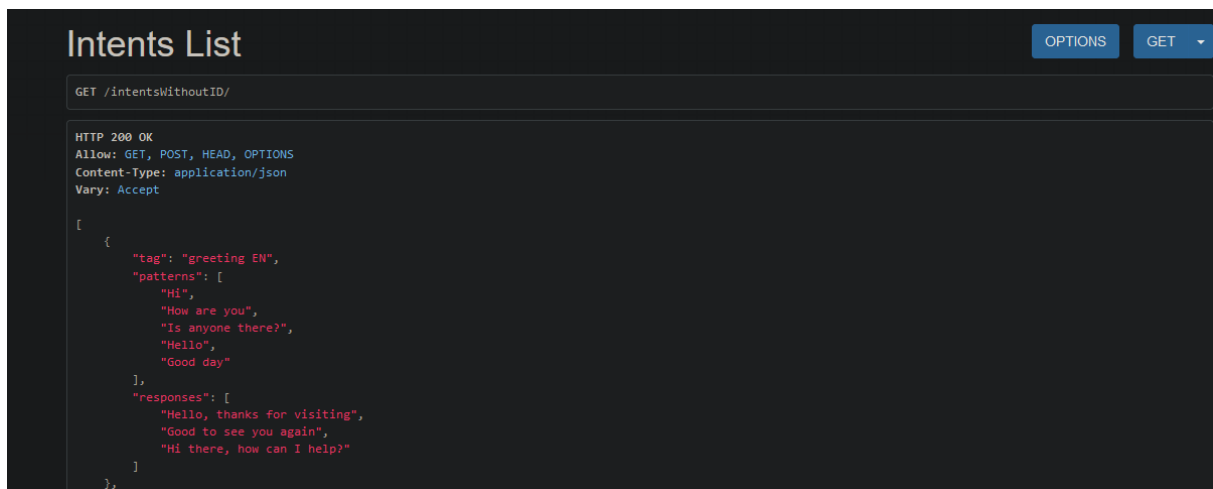 Intents List
OPTIONS
GET
GET /intentsWithoutID/
HTTP 200 OK
Allow: GET, POST, HEAD, OPTIONS
Content-Type: application/json
Vary: Accept
[
{
"tag": "greeting EN",
"patterns": [
"Hi",
"How are you",
"Is anyone there?",
"Hello",
"Good day"
],
"responses": [
"Hello, thanks for visiting",
"Good to see you again",
"Hi there, how can I help?"
]
},